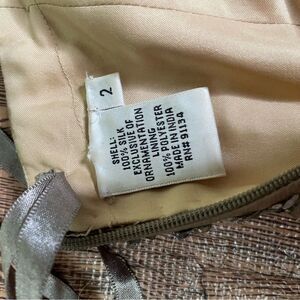 2
SHELL:
100% SILK
EXCLUSIVE OF
ORNAMENTATION
LINING
100% POLYESTER
MADE IN INDIA
RN# 91134